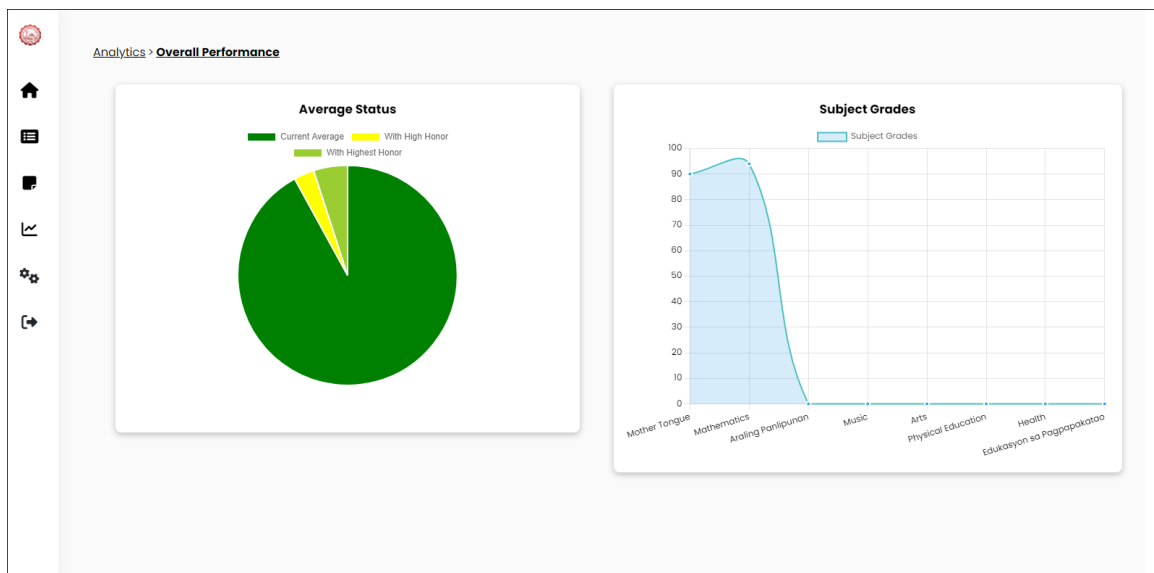 Analytics > Overall Performance
Average Status
Current Average With High Honor
With Highest Honor
Subject Grades
Subject Grades
100
90
80
70
60
50
40
30
20
10
0
Mother Tongue
Mathematics
Araling Panlipunan
Music
Arts
Physical Education
Health
Edukasyon sa Pagpapakatao